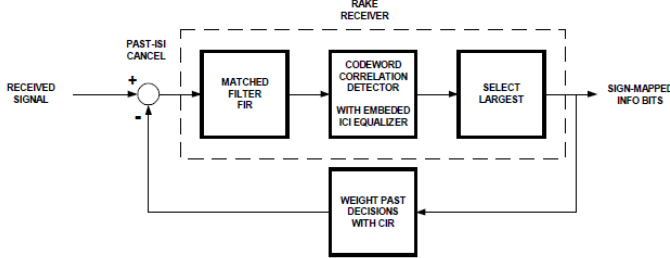 RAKE
RECEIVER
PAST-ISI
CANCEL
RECEIVED
SIGNAL
+
-
MATCHED
FILTER
FIR
CODEWORD
CORRELATION
DETECTOR
WITH EMBEDED
ICI EQUALIZER
SELECT
LARGEST
SIGN-MAPPED
INFO BITS
WEIGHT PAST
DECISIONS
WITH CIR